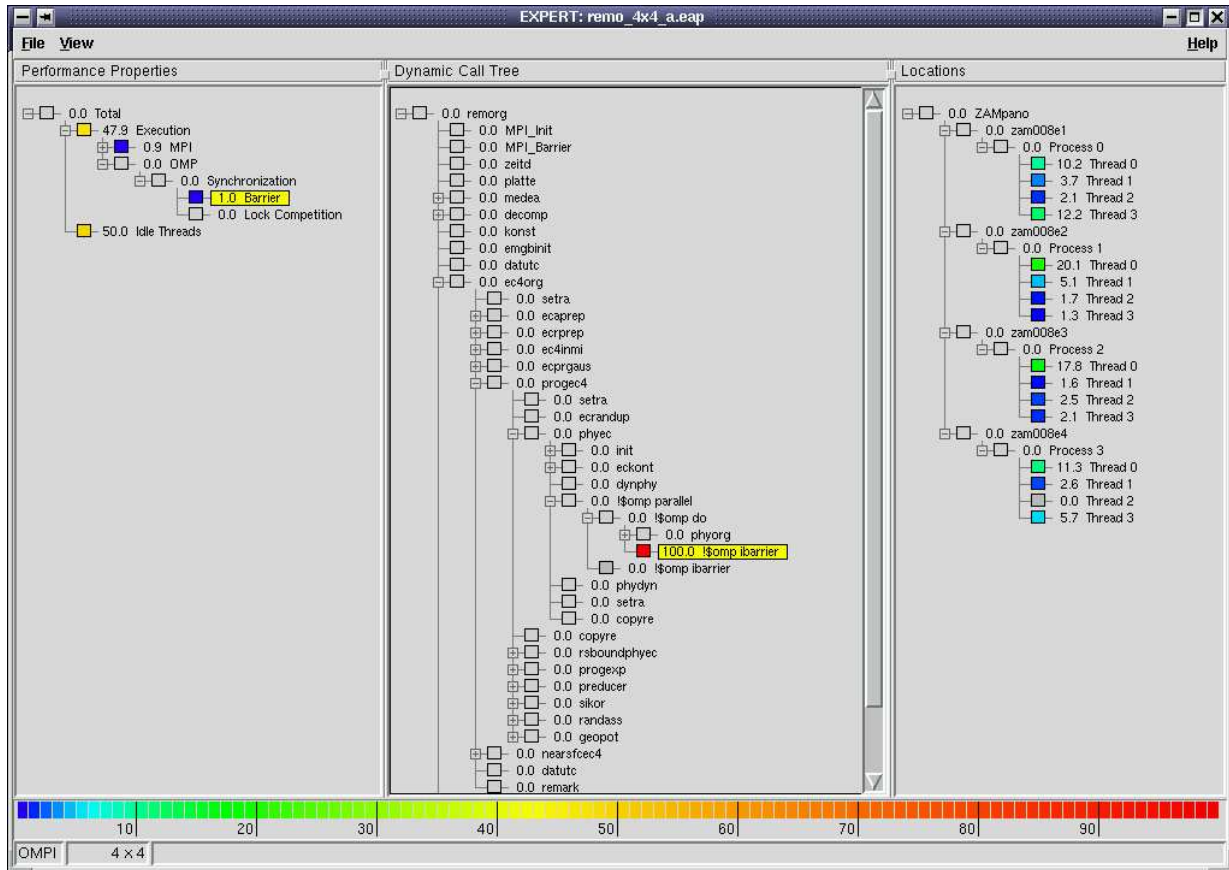 EXPERT: remo_4x4_a.eap
File View Help
Performance Properties
0.0 Total
47.9 Execution
0.9 MPI
0.0 OMP
0.0 Synchronization
1.0 Barrier
0.0 Lock Competition
50.0 Idle Threads
Dynamic Call Tree
0.0 remorg
0.0 MPI_Init
0.0 MPI_Barrier
0.0 zeitd
0.0 platte
0.0 medea
0.0 decomp
0.0 konst
0.0 emgbinit
0.0 datutc
0.0 ec4org
0.0 setra
0.0 ecaprep
0.0 ecrprep
0.0 ec4inmi
0.0 ecprgaus
0.0 progec4
0.0 setra
0.0 ecrandup
0.0 phyec
0.0 init
0.0 eckont
0.0 dynphy
0.0 !$omp parallel
0.0 !$omp do
0.0 phyorg
100.0 !$omp ibarrier
0.0 !$omp ibarrier
0.0 phydyn
0.0 setra
0.0 copyre
0.0 copyre
0.0 rsboundphyec
0.0 progexp
0.0 preducer
0.0 sikor
0.0 randass
0.0 geopot
0.0 nearsfcec4
0.0 datutc
0.0 remark
Locations
0.0 ZAMpano
0.0 zam008e1
0.0 Process 0
10.2 Thread 0
3.7 Thread 1
2.1 Thread 2
12.2 Thread 3
0.0 zam008e2
0.0 Process 1
20.1 Thread 0
5.1 Thread 1
1.7 Thread 2
1.3 Thread 3
0.0 zam008e3
0.0 Process 2
17.8 Thread 0
1.6 Thread 1
2.5 Thread 2
2.1 Thread 3
0.0 zam008e4
0.0 Process 3
11.3 Thread 0
2.6 Thread 1
0.0 Thread 2
5.7 Thread 3
10 20 30 40 50 60 70 80 90
OMPI 4 × 4